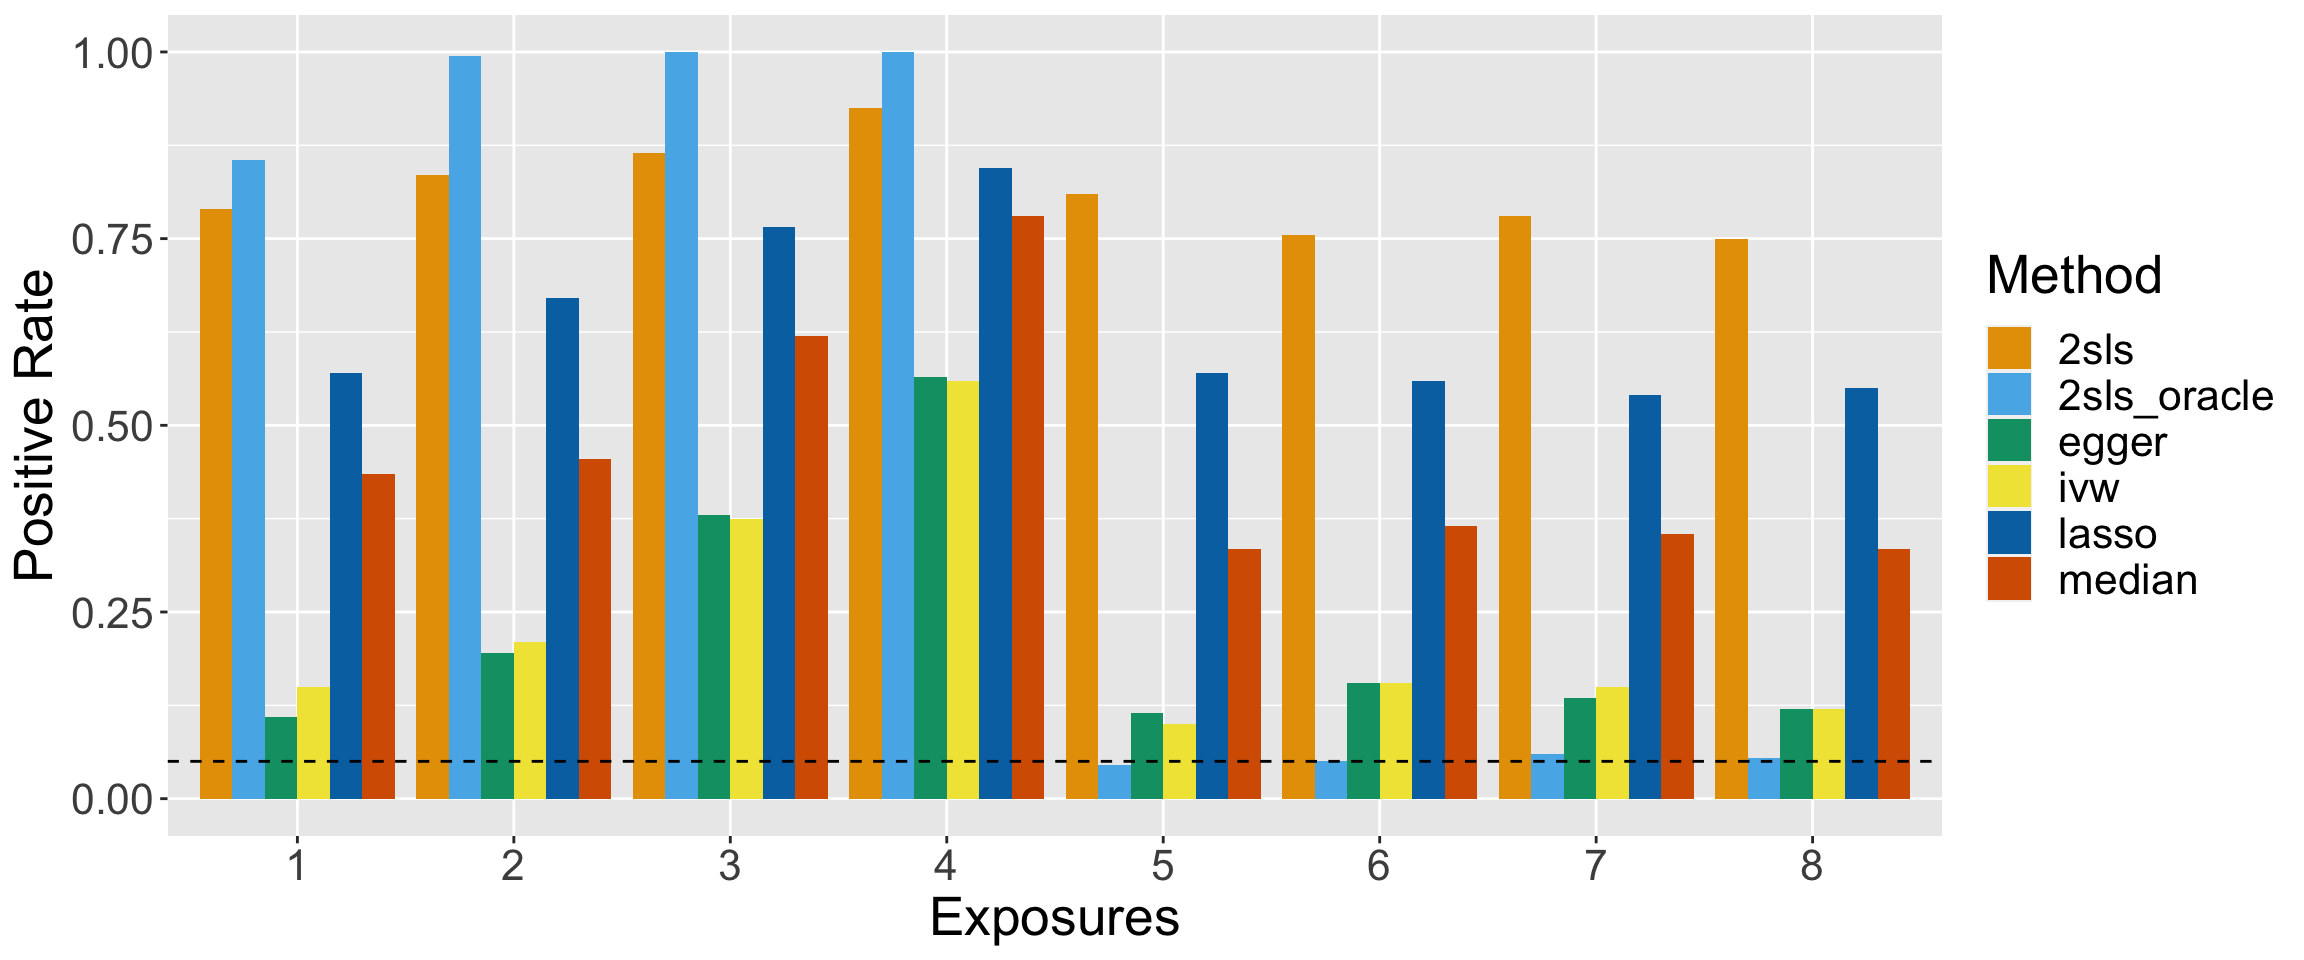 1.00
0.75
0.50
0.25
0.00
Positive Rate
1 2 3 4 5 6 7 8
Exposures
Method
2sls
2sls_oracle
egger
ivw
lasso
median